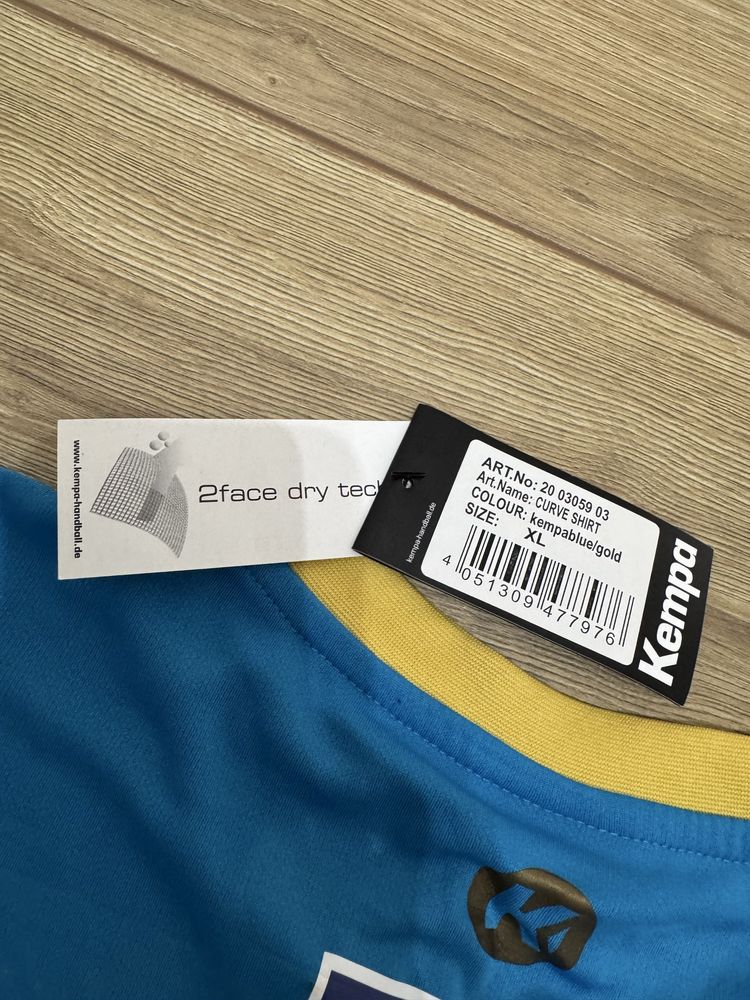 www.kempa-handball.de
2face dry tec
kempa-handball.de
ART.No: 20 03059 03
Art.Name: CURVE SHIRT
COLOUR: kempablue/gold
SIZE: XL
4 051309 477976
Kempa